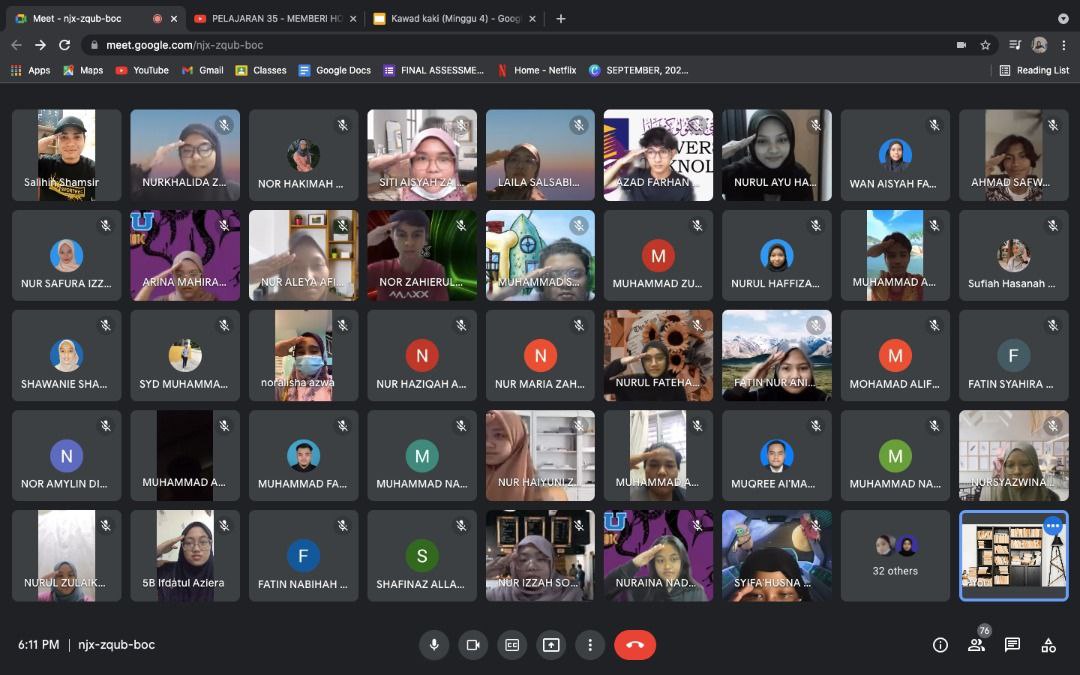 Meet - njx-zqub-boc
PELAJARAN 35 - MEMBERI HO
Kawad kaki (Minggu 4) - Goog
meet.google.com/njx-zqub-boc
Apps
Maps
YouTube
Gmail
Classes
Google Docs
FINAL ASSESSME...
Home - Netflix
SEPTEMBER, 202...
Reading List
Salihin Shamsir
NURKHALIDA Z...
NOR HAKIMAH ...
SITI AISYAH ZA...
LAILA SALSABI...
AZAD FARHAN ...
NURUL AYU HA...
WAN AISYAH FA...
AHMAD SAFW...
NUR SAFURA IZZ...
ARINA MAHIRA...
NUR ALEYA AFI...
NOR ZAHIERUL...
MUHAMMAD S...
M
MUHAMMAD ZU...
NURUL HAFFIZA...
MUHAMMAD A...
Sufiah Hasanah ...
SHAWANIE SHA...
SYD MUHAMMA...
noralisha azwa
N
NUR HAZIQAH A...
N
NUR MARIA ZAH...
NURUL FATEHA...
FATIN NUR ANI...
M
MOHAMAD ALIF...
F
FATIN SYAHIRA ...
N
NOR AMYLIN DI...
MUHAMMAD A...
MUHAMMAD FA...
M
MUHAMMAD NA...
NUR HAIYUNI Z...
MUHAMMAD A...
MUQREE AI'MA...
M
MUHAMMAD NA...
NURSYAZWINA...
NURUL ZULAIK...
5B Ifdatul Aziera
F
FATIN NABIHAH ...
S
SHAFINAZ ALLA...
NUR IZZAH SO...
NURAINA NAD...
SYIFA'HUSNA ...
32 others
You
6:11 PM | njx-zqub-boc
76